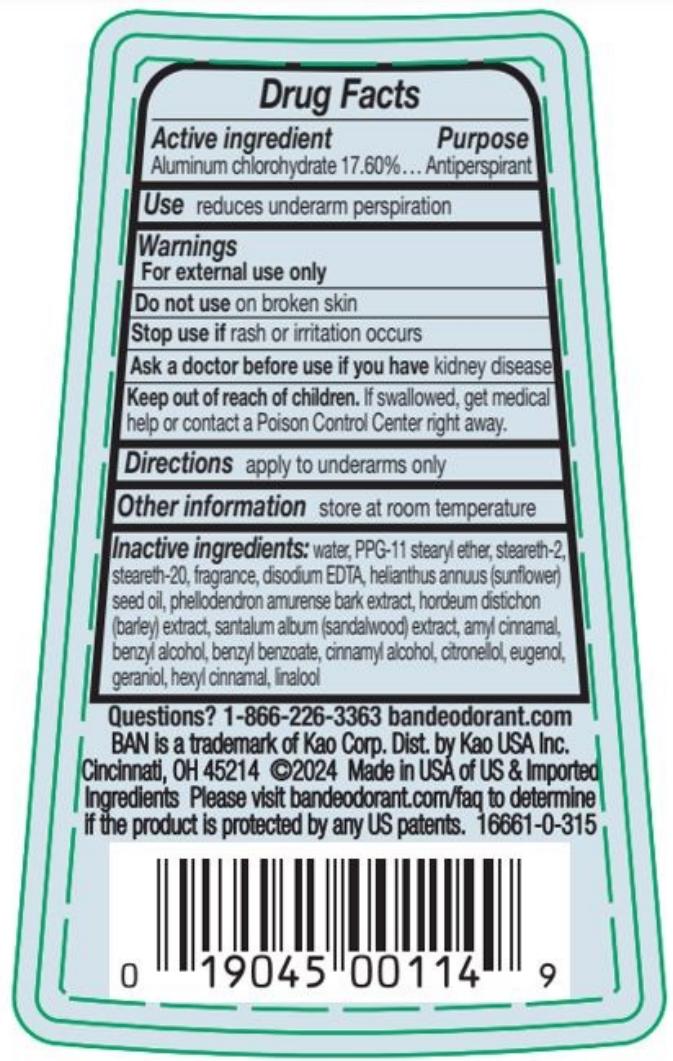 Drug Facts
Active ingredient Purpose
Aluminum chlorohydrate 17.60%... Antiperspirant
Use reduces underarm perspiration
Warnings
For external use only
Do not use on broken skin
Stop use if rash or irritation occurs
Ask a doctor before use if you have kidney disease
Keep out of reach of children. If swallowed, get medical
help or contact a Poison Control Center right away.
Directions apply to underarms only
Other information store at room temperature
Inactive ingredients: water, PPG-11 stearyl ether, steareth-2,
steareth-20, fragrance, disodium EDTA, helianthus annuus (sunflower)
seed oil, phellodendron amurense bark extract, hordeum distichon
(barley) extract, santalum album (sandalwood) extract, amyl cinnamal,
benzyl alcohol, benzyl benzoate, cinnamyl alcohol, citronellol, eugenol,
geraniol, hexyl cinnamal, linalool
Questions? 1-866-226-3363 bandeodorant.com
BAN is a trademark of Kao Corp. Dist. by Kao USA Inc.
Cincinnati, OH 45214 ©2024 Made in USA of US & Imported
Ingredients Please visit bandeodorant.com/faq to determine
if the product is protected by any US patents. 16661-0-315
0 19045 00114 9